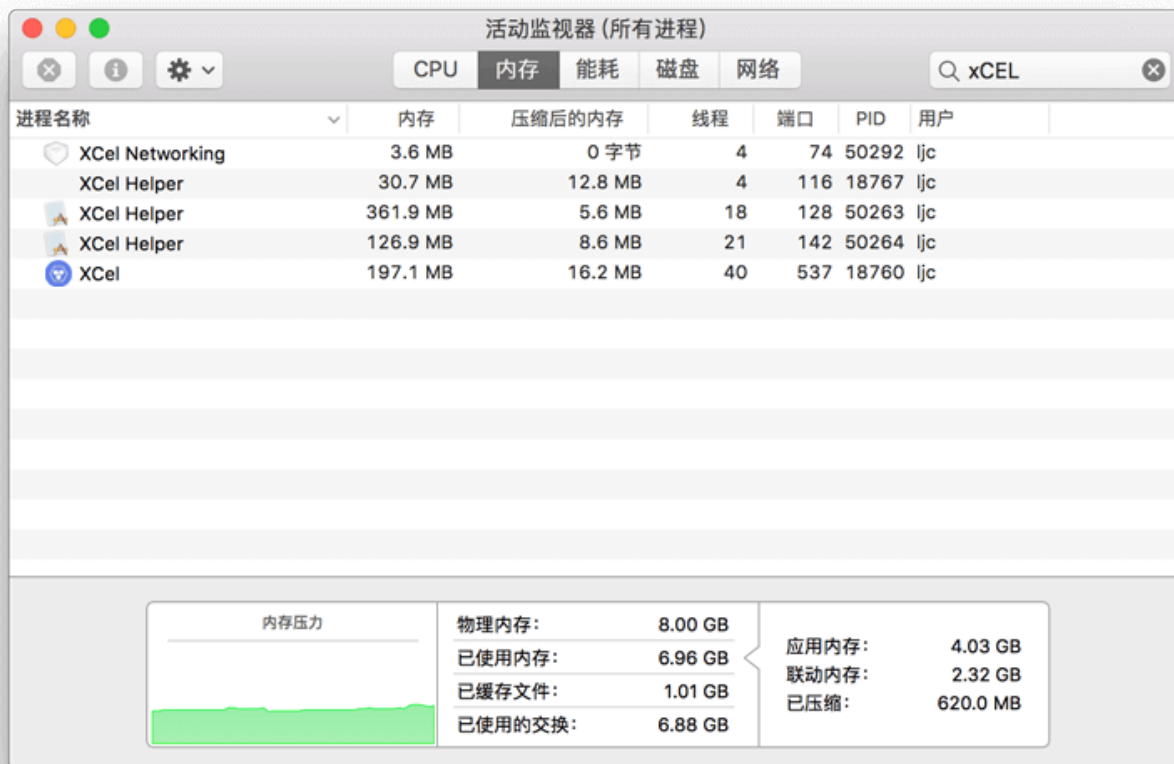 活动监视器 (所有进程)
CPU 内存 能耗 磁盘 网络 xCEL
进程名称 内存 压缩后的内存 线程 端口 PID 用户
XCel Networking 3.6 MB 0 字节 4 74 50292 ljc
XCel Helper 30.7 MB 12.8 MB 4 116 18767 ljc
XCel Helper 361.9 MB 5.6 MB 18 128 50263 ljc
XCel Helper 126.9 MB 8.6 MB 21 142 50264 ljc
XCel 197.1 MB 16.2 MB 40 537 18760 ljc
内存压力
物理内存: 8.00 GB
已使用内存: 6.96 GB
已缓存文件: 1.01 GB
已使用的交换: 6.88 GB
应用内存: 4.03 GB
联动内存: 2.32 GB
已压缩: 620.0 MB